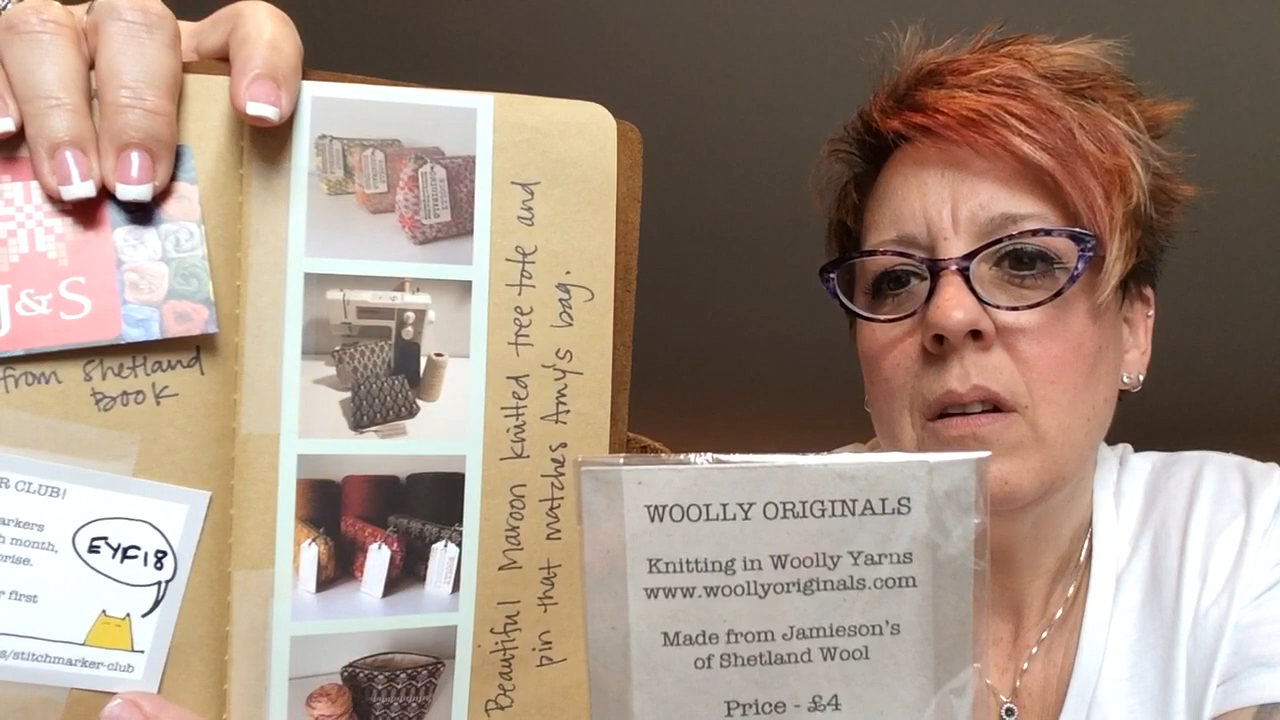 J&S
from Shetland
Book
R CLUB!
arkers
h month,
prise.
r first
EYF18
s/stitchmarker-club
Beautiful Maroon knitted tree tote and
pin that matches Amy's bag.
WOOLLY ORIGINALS
Knitting in Woolly Yarns
www.woollyoriginals.com
Made from Jamieson's
of Shetland Wool
Price - £4